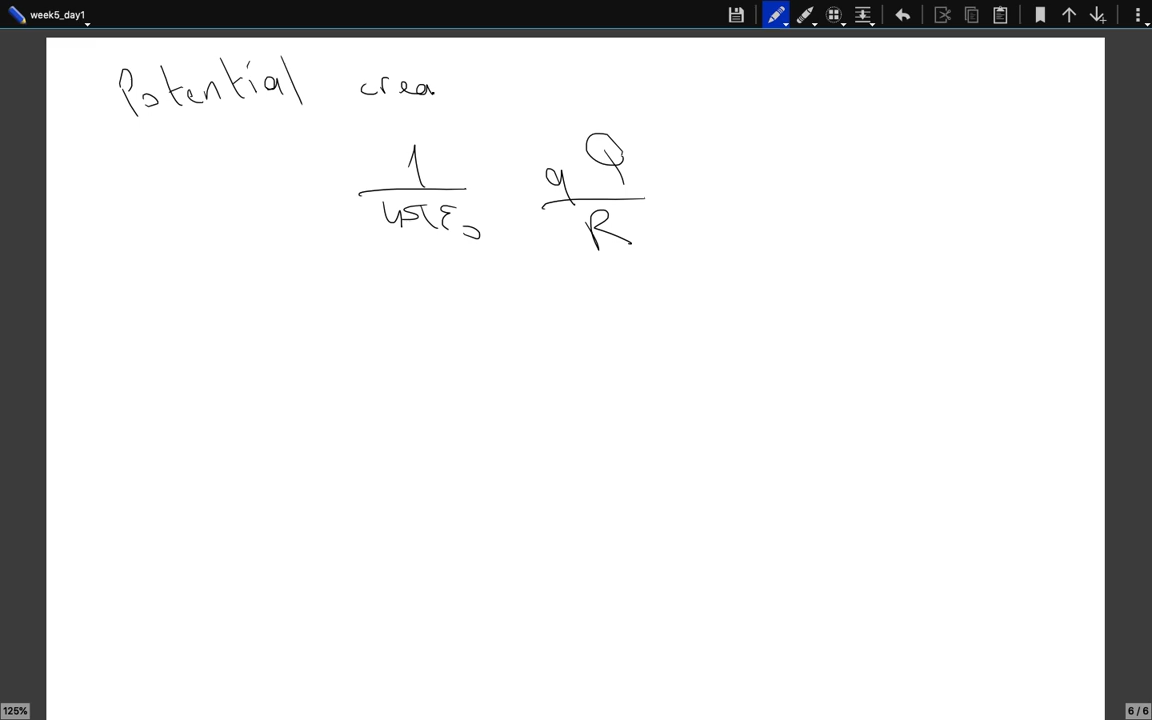 week5_day1
Potential crea
1/4πε₀ qQ/R
125%
6 / 6